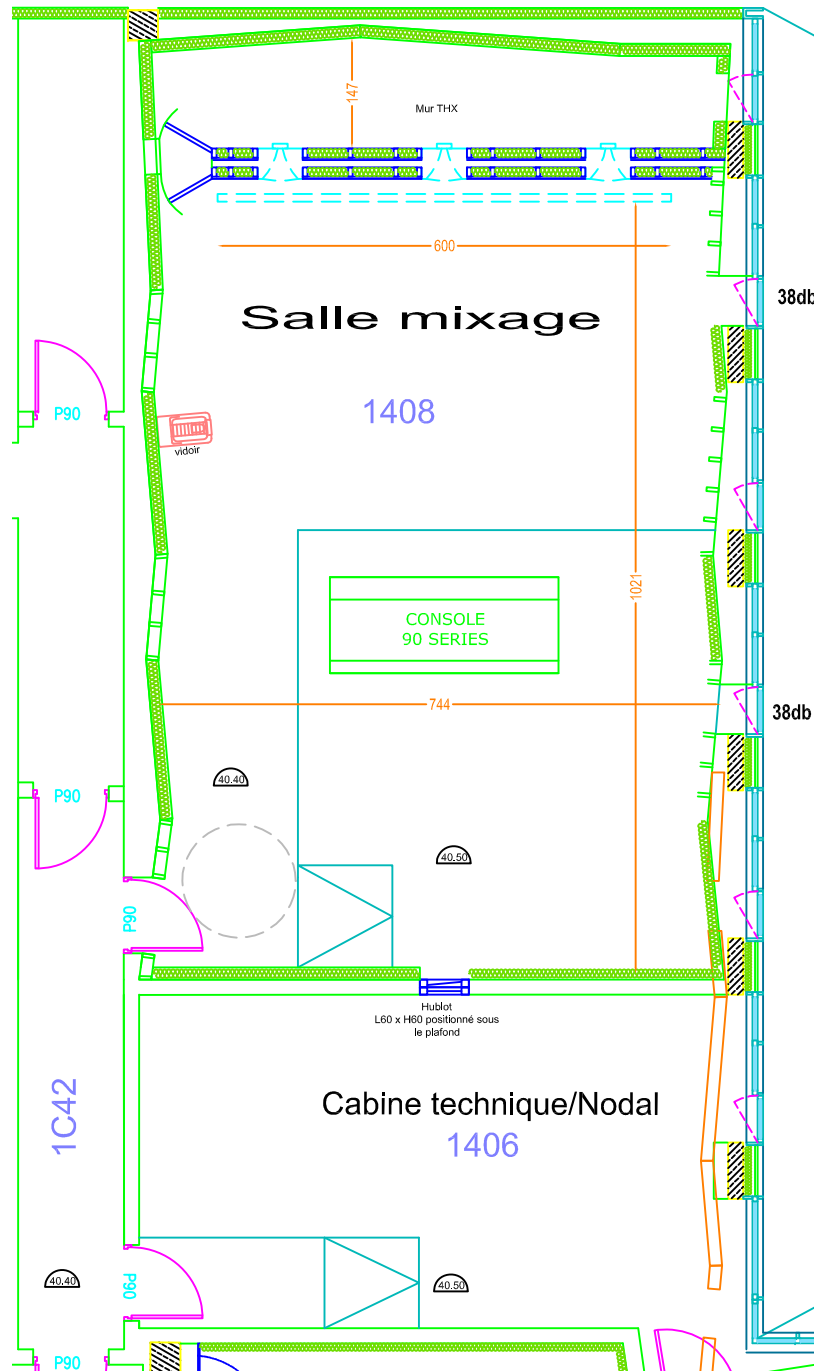 147
Mur THX
600
38db
Salle mixage
1408
P90
vidoir
1021
CONSOLE
90 SERIES
744
38db
40.40
P90
40.50
P90
Hublot
L60 x H60 positionné sous
le plafond
1C42
Cabine technique/Nodal
1406
40.40
P90
40.50
P90